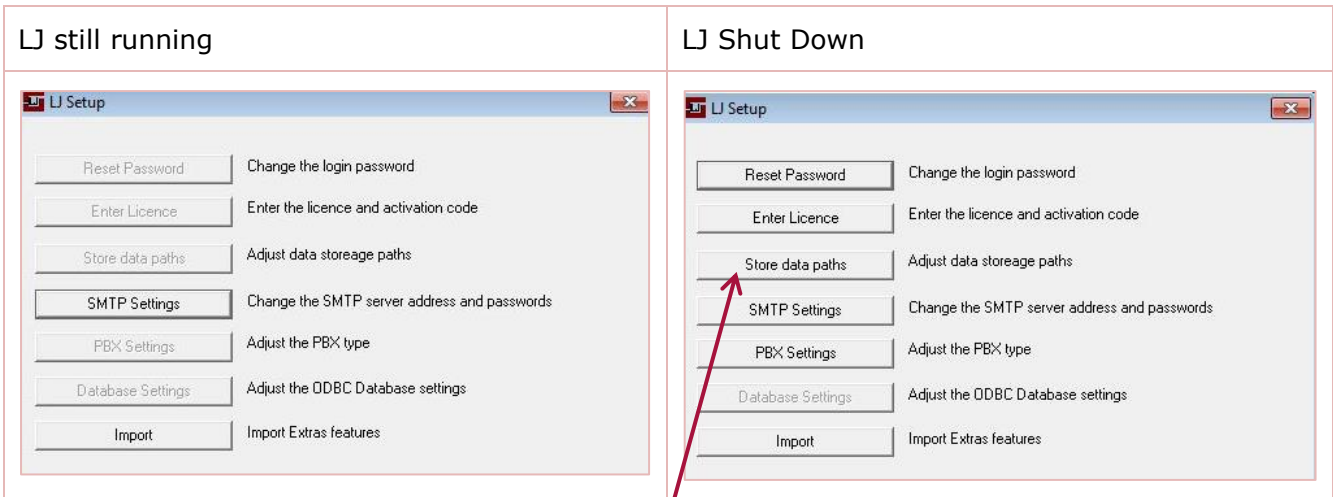 LJ still running
LJ Shut Down
LJ Setup
Reset Password Change the login password
Enter Licence Enter the licence and activation code
Store data paths Adjust data storeage paths
SMTP Settings Change the SMTP server address and passwords
PBX Settings Adjust the PBX type
Database Settings Adjust the ODBC Database settings
Import Import Extras features
LJ Setup
Reset Password Change the login password
Enter Licence Enter the licence and activation code
Store data paths Adjust data storeage paths
SMTP Settings Change the SMTP server address and passwords
PBX Settings Adjust the PBX type
Database Settings Adjust the ODBC Database settings
Import Import Extras features